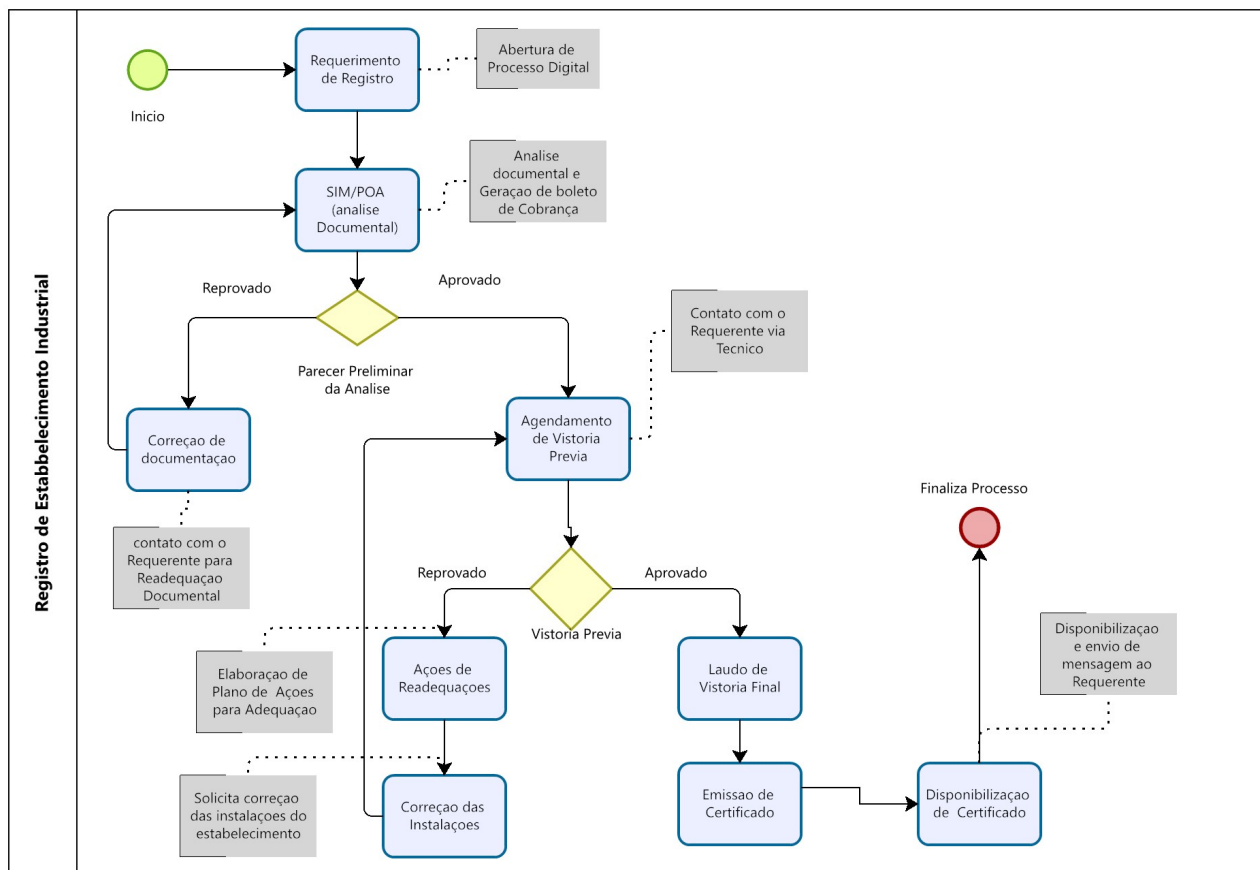 Registro de Estabbelecimento Industrial
Inicio
Requerimento
de Registro
Abertura de
Processo Digital
SIM/POA
(analise
Documental)
Analise
documental e
Geraçao de boleto
de Cobrança
Reprovado
Aprovado
Parecer Preliminar
da Analise
Contato com o
Requerente via
Tecnico
Correçao de
documentaçao
Agendamento
de Vistoria
Previa
contato com o
Requerente para
Readequaçao
Documental
Finaliza Processo
Reprovado
Aprovado
Vistoria Previa
Elaboraçao de
Plano de  Açoes
para Adequaçao
Açoes de
Readequaçoes
Laudo de
Vistoria Final
Disponibilizaçao
e envio de
mensagem ao
Requerente
Solicita correçao
das instalaçoes do
estabelecimento
Correçao das
Instalaçoes
Emissao de
Certificado
Disponibilizaçao
de  Certificado